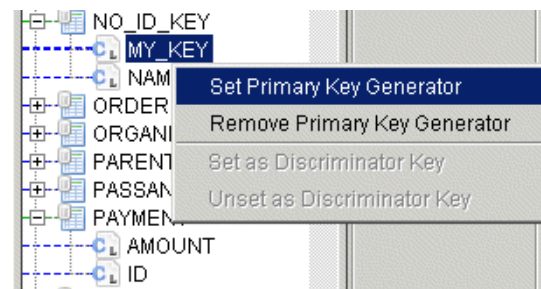 NO_ID_KEY
MY_KEY
NAM
Set Primary Key Generator
ORDER
Remove Primary Key Generator
ORGANI
PARENT
Set as Discriminator Key
PASSAN
Unset as Discriminator Key
PAYMEN
AMOUNT
ID